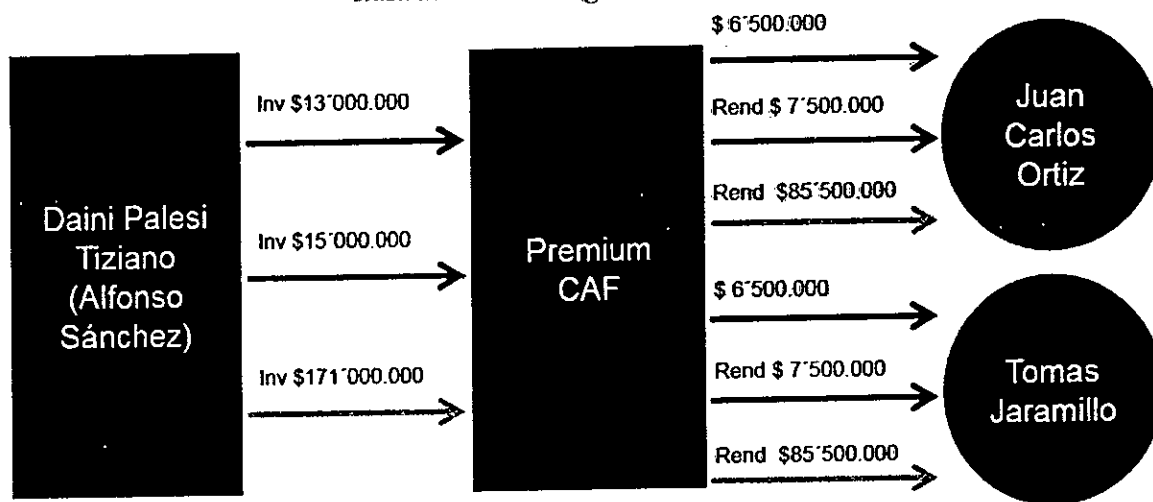 Daini Palesi
Tiziano
(Alfonso
Sánchez)
Inv $13´000.000
Inv $15´000.000
Inv $171´000.000
Premium
CAF
$ 6´500.000
Rend $ 7´500.000
Rend $85´500.000
$ 6´500.000
Rend $ 7´500.000
Rend $85´500.000
Juan
Carlos
Ortiz
Tomas
Jaramillo